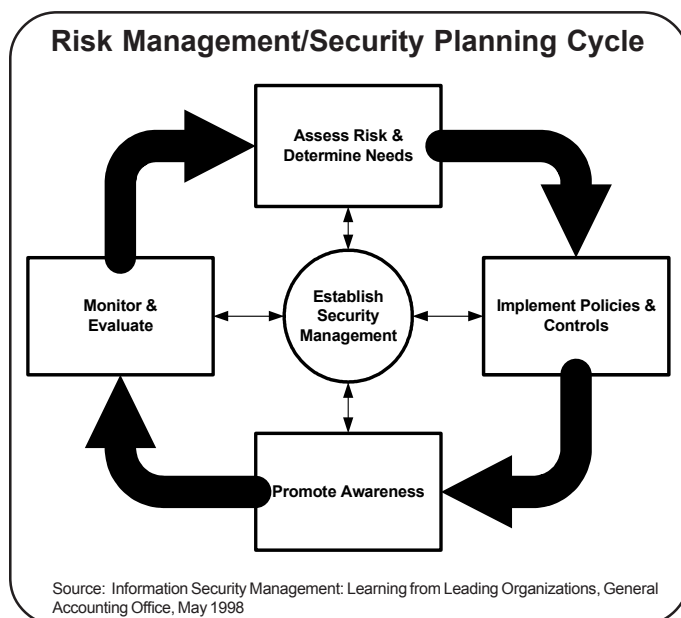 Risk Management/Security Planning Cycle
Assess Risk &
Determine Needs
Monitor &
Evaluate
Establish
Security
Management
Implement Policies &
Controls
Promote Awareness
Source: Information Security Management: Learning from Leading Organizations, General
Accounting Office, May 1998